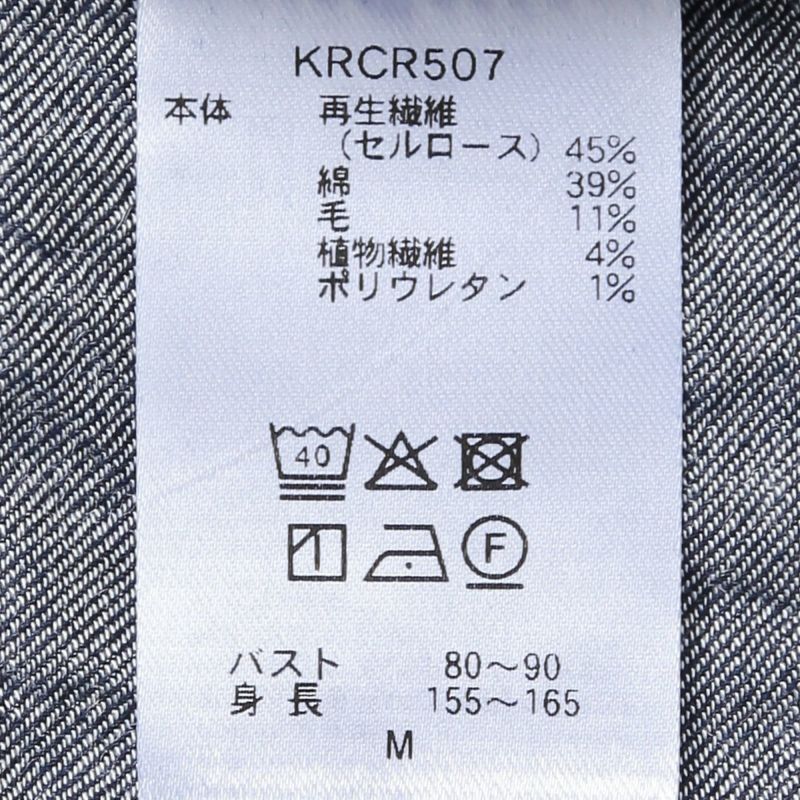 KRCR507
本体 再生繊維
(セルロース) 45%
綿 39%
毛 11%
植物繊維 4%
ポリウレタン 1%
40
F
バスト 80～90
身長 155～165
M